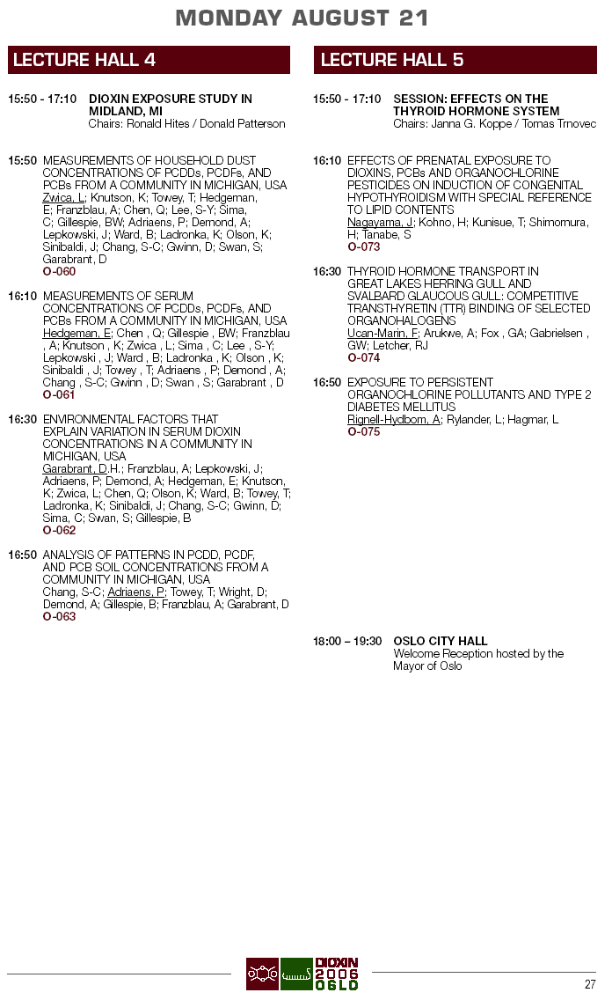 MONDAY AUGUST 21
LECTURE HALL 4
15:50 - 17:10 DIOXIN EXPOSURE STUDY IN
MIDLAND, MI
Chairs: Ronald Hites / Donald Patterson
15:50 MEASUREMENTS OF HOUSEHOLD DUST
CONCENTRATIONS OF PCDDs, PCDFs, AND
PCBs FROM A COMMUNITY IN MICHIGAN, USA
Zwica, L; Knutson, K; Towey, T; Hedgeman,
E; Franzblau, A; Chen, Q; Lee, S-Y; Sima,
C; Gillespie, BW; Adriaens, P; Demond, A;
Lepkowski, J; Ward, B; Ladronka, K; Olson, K;
Sinibaldi, J; Chang, S-C; Gwinn, D; Swan, S;
Garabrant, D
O-060
16:10 MEASUREMENTS OF SERUM
CONCENTRATIONS OF PCDDs, PCDFs, AND
PCBs FROM A COMMUNITY IN MICHIGAN, USA
Hedgeman, E; Chen , Q; Gillespie , BW; Franzblau
, A; Knutson , K; Zwica , L; Sima , C; Lee , S-Y;
Lepkowski , J; Ward , B; Ladronka , K; Olson , K;
Sinibaldi , J; Towey , T; Adriaens , P; Demond , A;
Chang , S-C; Gwinn , D; Swan , S; Garabrant , D
O-061
16:30 ENVIRONMENTAL FACTORS THAT
EXPLAIN VARIATION IN SERUM DIOXIN
CONCENTRATIONS IN A COMMUNITY IN
MICHIGAN, USA
Garabrant, D.H.; Franzblau, A; Lepkowski, J;
Adriaens, P; Demond, A; Hedgeman, E; Knutson,
K; Zwica, L; Chen, Q; Olson, K; Ward, B; Towey, T;
Ladronka, K; Sinibaldi, J; Chang, S-C; Gwinn, D;
Sima, C; Swan, S; Gillespie, B
O-062
16:50 ANALYSIS OF PATTERNS IN PCDD, PCDF,
AND PCB SOIL CONCENTRATIONS FROM A
COMMUNITY IN MICHIGAN, USA
Chang, S-C; Adriaens, P; Towey, T; Wright, D;
Demond, A; Gillespie, B; Franzblau, A; Garabrant, D
O-063
LECTURE HALL 5
15:50 - 17:10 SESSION: EFFECTS ON THE
THYROID HORMONE SYSTEM
Chairs: Janna G. Koppe / Tomas Trnovec
16:10 EFFECTS OF PRENATAL EXPOSURE TO
DIOXINS, PCBs AND ORGANOCHLORINE
PESTICIDES ON INDUCTION OF CONGENITAL
HYPOTHYROIDISM WITH SPECIAL REFERENCE
TO LIPID CONTENTS
Nagayama, J; Kohno, H; Kunisue, T; Shimomura,
H; Tanabe, S
O-073
16:30 THYROID HORMONE TRANSPORT IN
GREAT LAKES HERRING GULL AND
SVALBARD GLAUCOUS GULL: COMPETITIVE
TRANSTHYRETIN (TTR) BINDING OF SELECTED
ORGANOHALOGENS
Ucan-Marin, F; Arukwe, A; Fox , GA; Gabrielsen ,
GW; Letcher, RJ
O-074
16:50 EXPOSURE TO PERSISTENT
ORGANOCHLORINE POLLUTANTS AND TYPE 2
DIABETES MELLITUS
Rignell-Hydbom, A; Rylander, L; Hagmar, L
O-075
18:00 – 19:30 OSLO CITY HALL
Welcome Reception hosted by the
Mayor of Oslo
DIOXIN
2006
OSLO
27